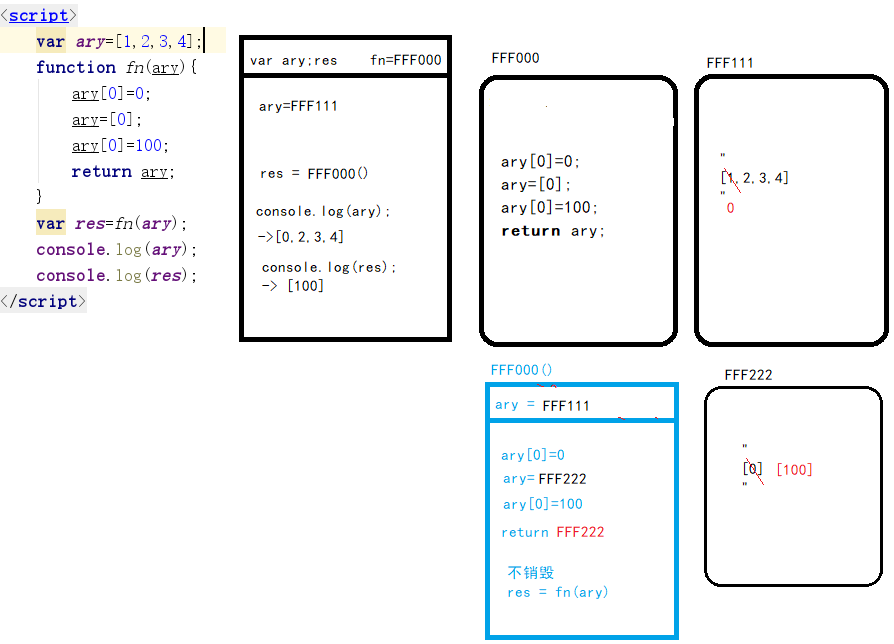 <script>
var ary=[1,2,3,4];
function fn(ary){
ary[0]=0;
ary=[0];
ary[0]=100;
return ary;
}
var res=fn(ary);
console.log(ary);
console.log(res);
</script>
var ary;res fn=FFF000
ary=FFF111
res = FFF000()
console.log(ary);
->[0,2,3,4]
console.log(res);
-> [100]
FFF000
ary[0]=0;
ary=[0];
ary[0]=100;
return ary;
FFF111
"
[1,2,3,4]
"
0
FFF000()
ary = FFF111
ary[0]=0
ary= FFF222
ary[0]=100
return FFF222
不销毁
res = fn(ary)
FFF222
"
[0] [100]
"